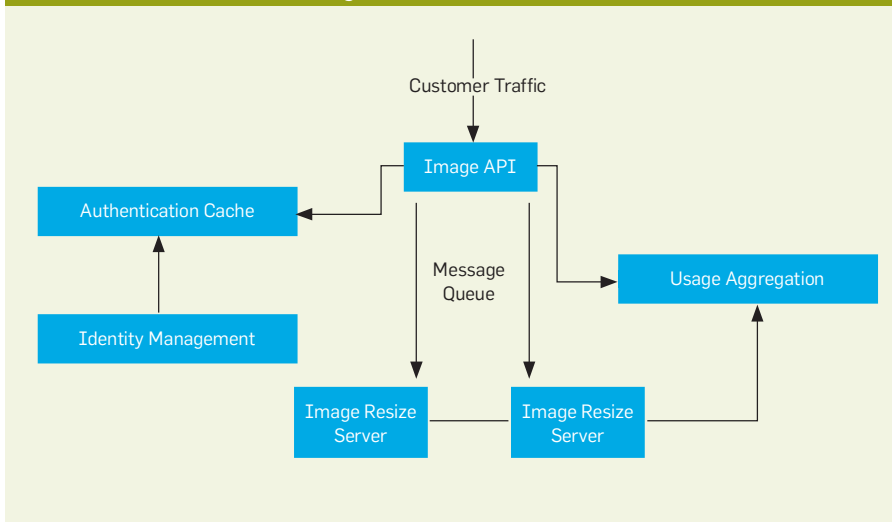 Customer Traffic
Image API
Authentication Cache
Message
Queue
Usage Aggregation
Identity Management
Image Resize
Server
Image Resize
Server